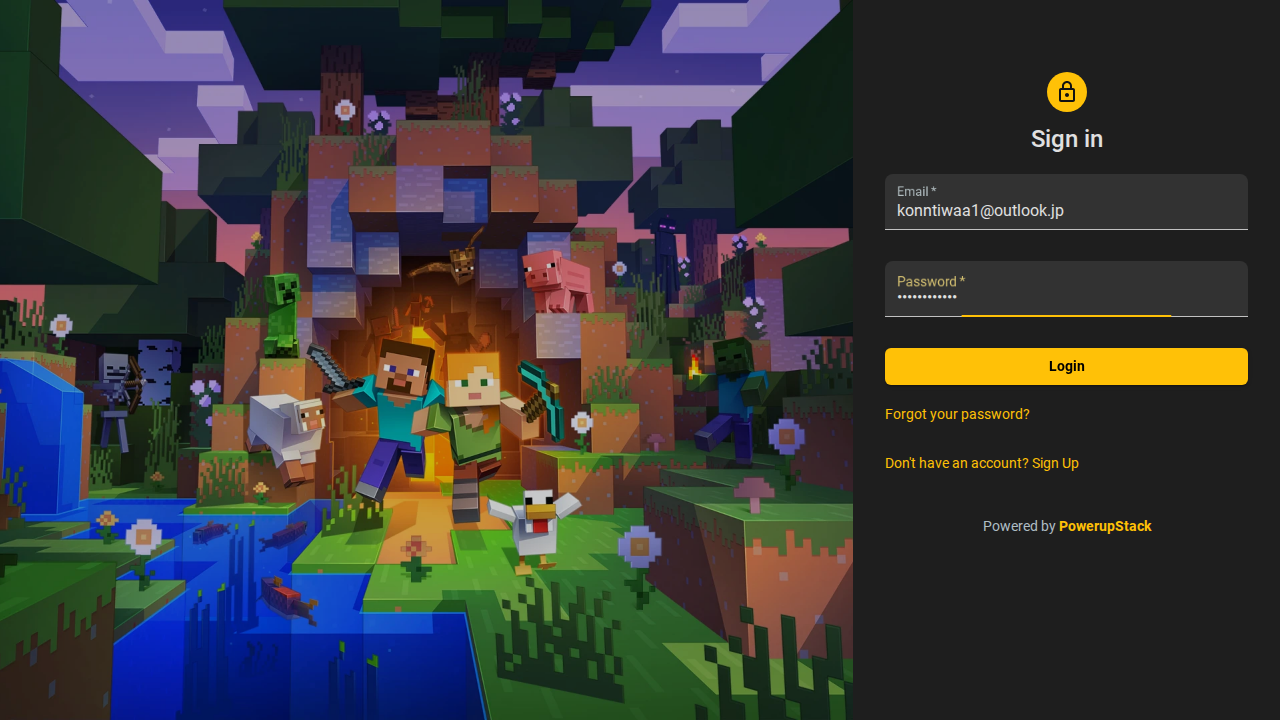 Sign in
Email *
konntiwaa1@outlook.jp
Password *
••••••••••••
Login
Forgot your password?
Don't have an account? Sign Up
Powered by PowerupStack